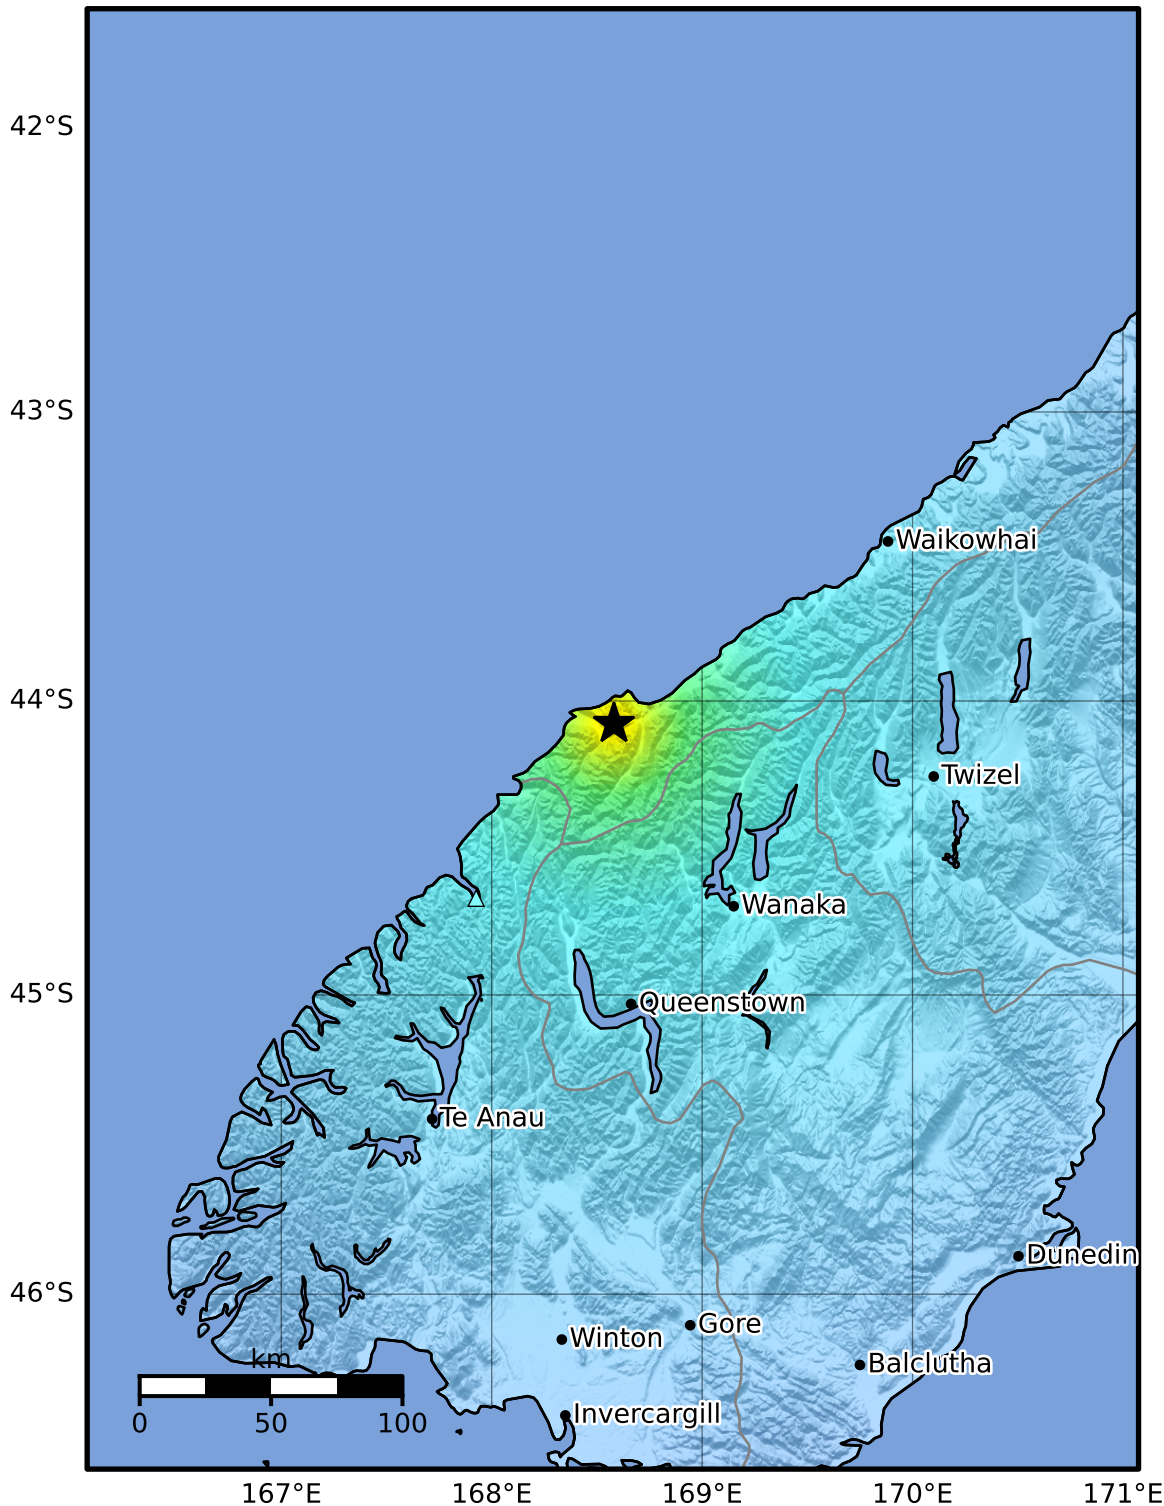 42°S
43°S
Waikowhai
44°S
Twizel
Wanaka
45°S
Queenstown
Te Anau
Dunedin
46°S
Gore
Winton
km
Balclutha
0 50 100
Invercargill
167°E 168°E 169°E 170°E 171°E